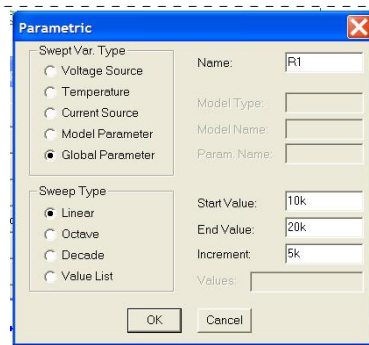 Parametric
Swept Var. Type
Voltage Source
Temperature
Current Source
Model Parameter
Global Parameter
Name: R1
Model Type:
Model Name:
Param. Name:
Sweep Type
Linear
Octave
Decade
Value List
Start Value: 10k
End Value: 20k
Increment: 5k
Values:
OK
Cancel